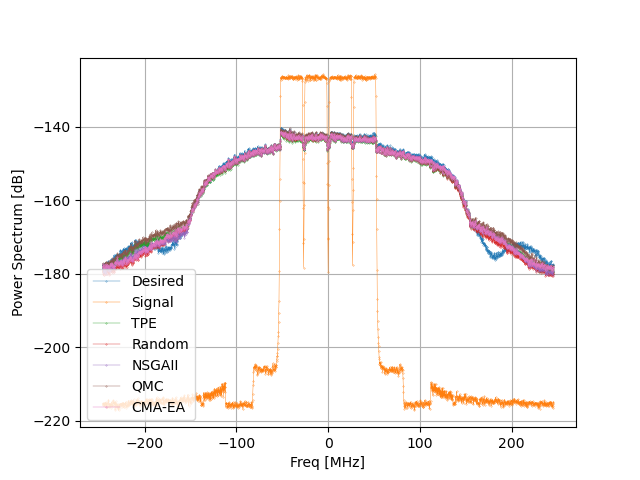 −140
−160
−180
−200
−220
Power Spectrum [dB]
Desired
Signal
TPE
Random
NSGAII
QMC
CMA-EA
−200
−100
0
100
200
Freq [MHz]